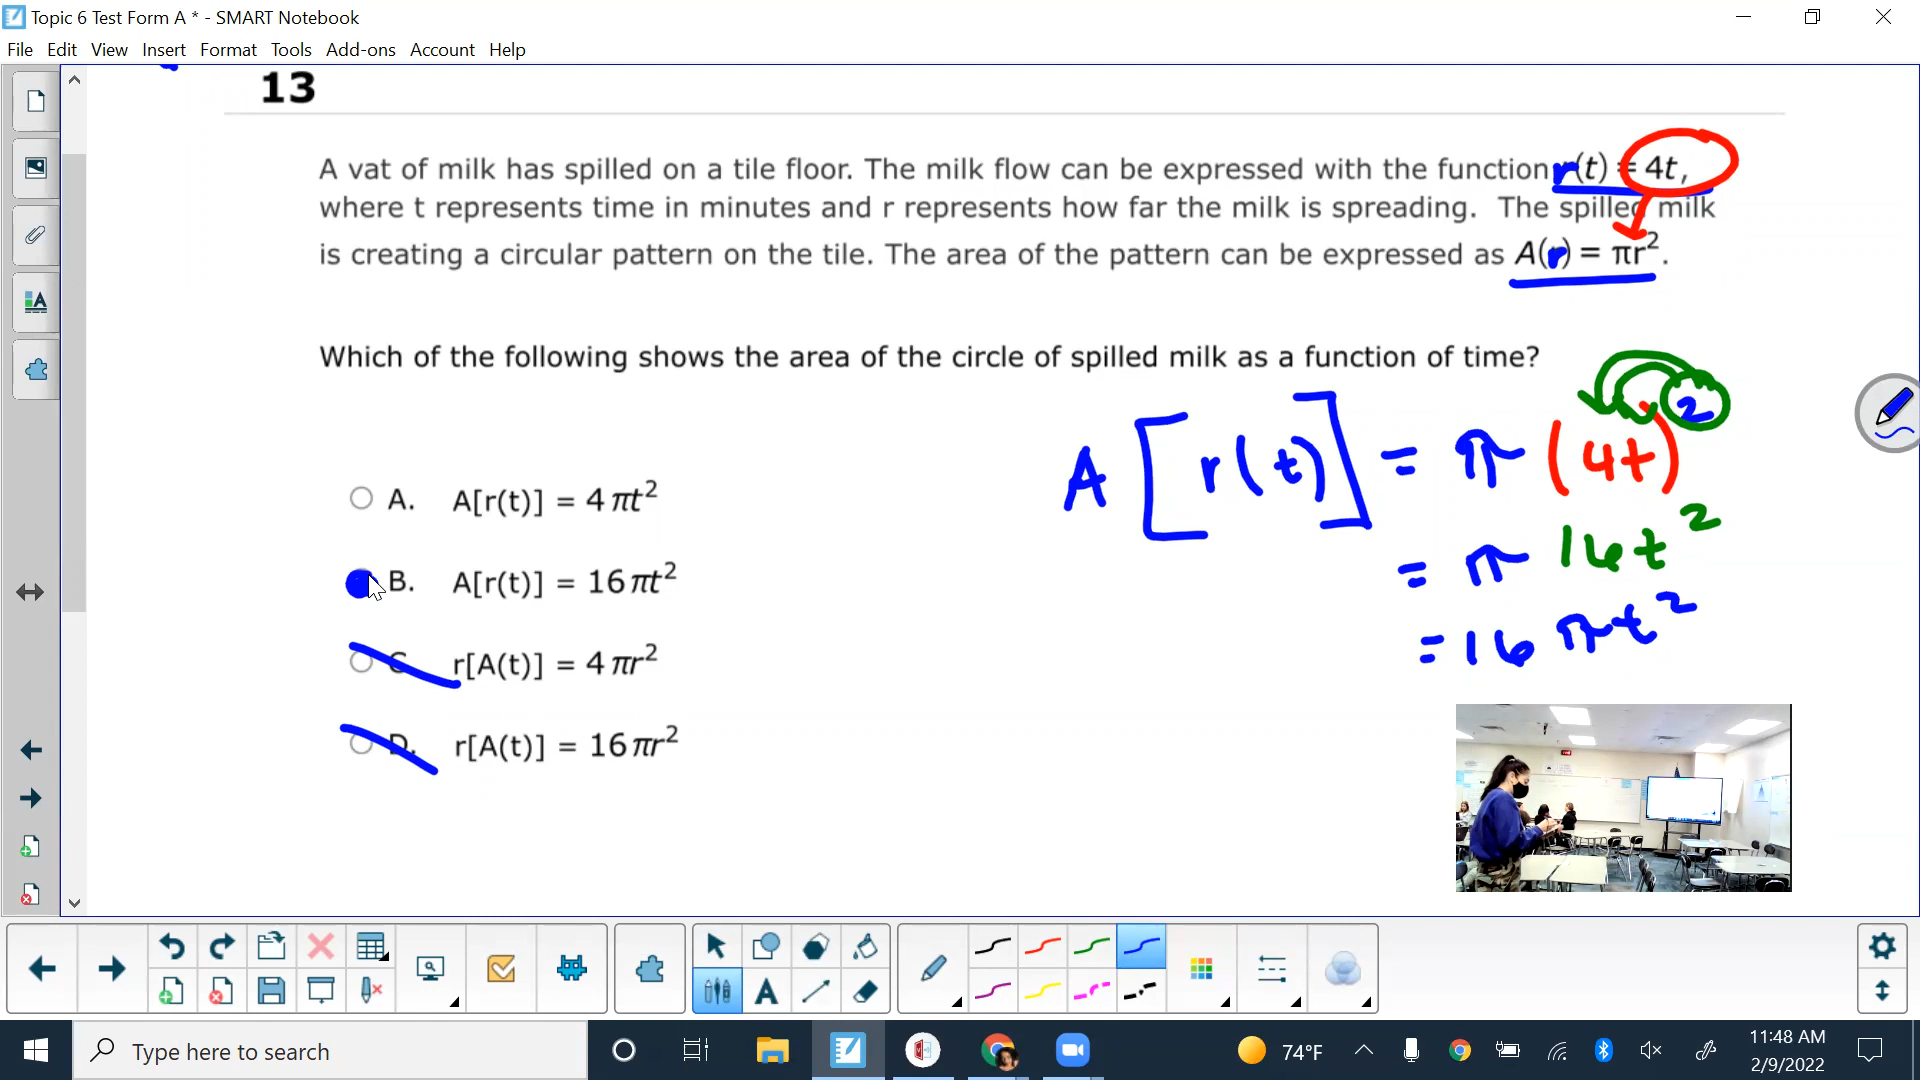 Topic 6 Test Form A * - SMART Notebook
File Edit View Insert Format Tools Add-ons Account Help
13
A vat of milk has spilled on a tile floor. The milk flow can be expressed with the function r(t) = 4t,
where t represents time in minutes and r represents how far the milk is spreading. The spilled milk
is creating a circular pattern on the tile. The area of the pattern can be expressed as A(r) = πr².
Which of the following shows the area of the circle of spilled milk as a function of time?
A [ r(t) ] = π (4t)²
= π 16t²
= 16 πt²
A. A[r(t)] = 4πt²
B. A[r(t)] = 16πt²
C. r[A(t)] = 4πr²
D. r[A(t)] = 16πr²
Type here to search
74°F
11:48 AM
2/9/2022